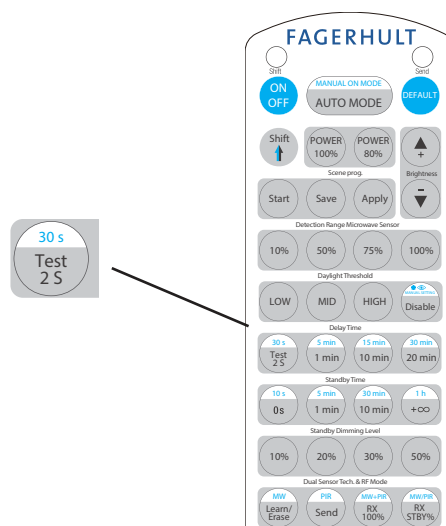 FAGERHULT
Shift
Send
ON
OFF
MANUAL ON MODE
AUTO MODE
DEFAULT
Shift
POWER
100%
POWER
80%
+
Brightness
-
Scene prog.
Start
Save
Apply
Detection Range Microwave Sensor
10%
50%
75%
100%
Daylight Threshold
LOW
MID
HIGH
Disable
30 s
Test
2 S
Delay Time
30 s
Test
2 S
5 min
1 min
15 min
10 min
30 min
20 min
Standby Time
10 s
0s
5 min
1 min
30 min
10 min
1 h
+∞
Standby Dimming Level
10%
20%
30%
50%
Dual Sensor Tech. & RF Mode
MW
Learn/
Erase
PIR
Send
MW+PIR
RX
100%
MW/PIR
RX
STBY%